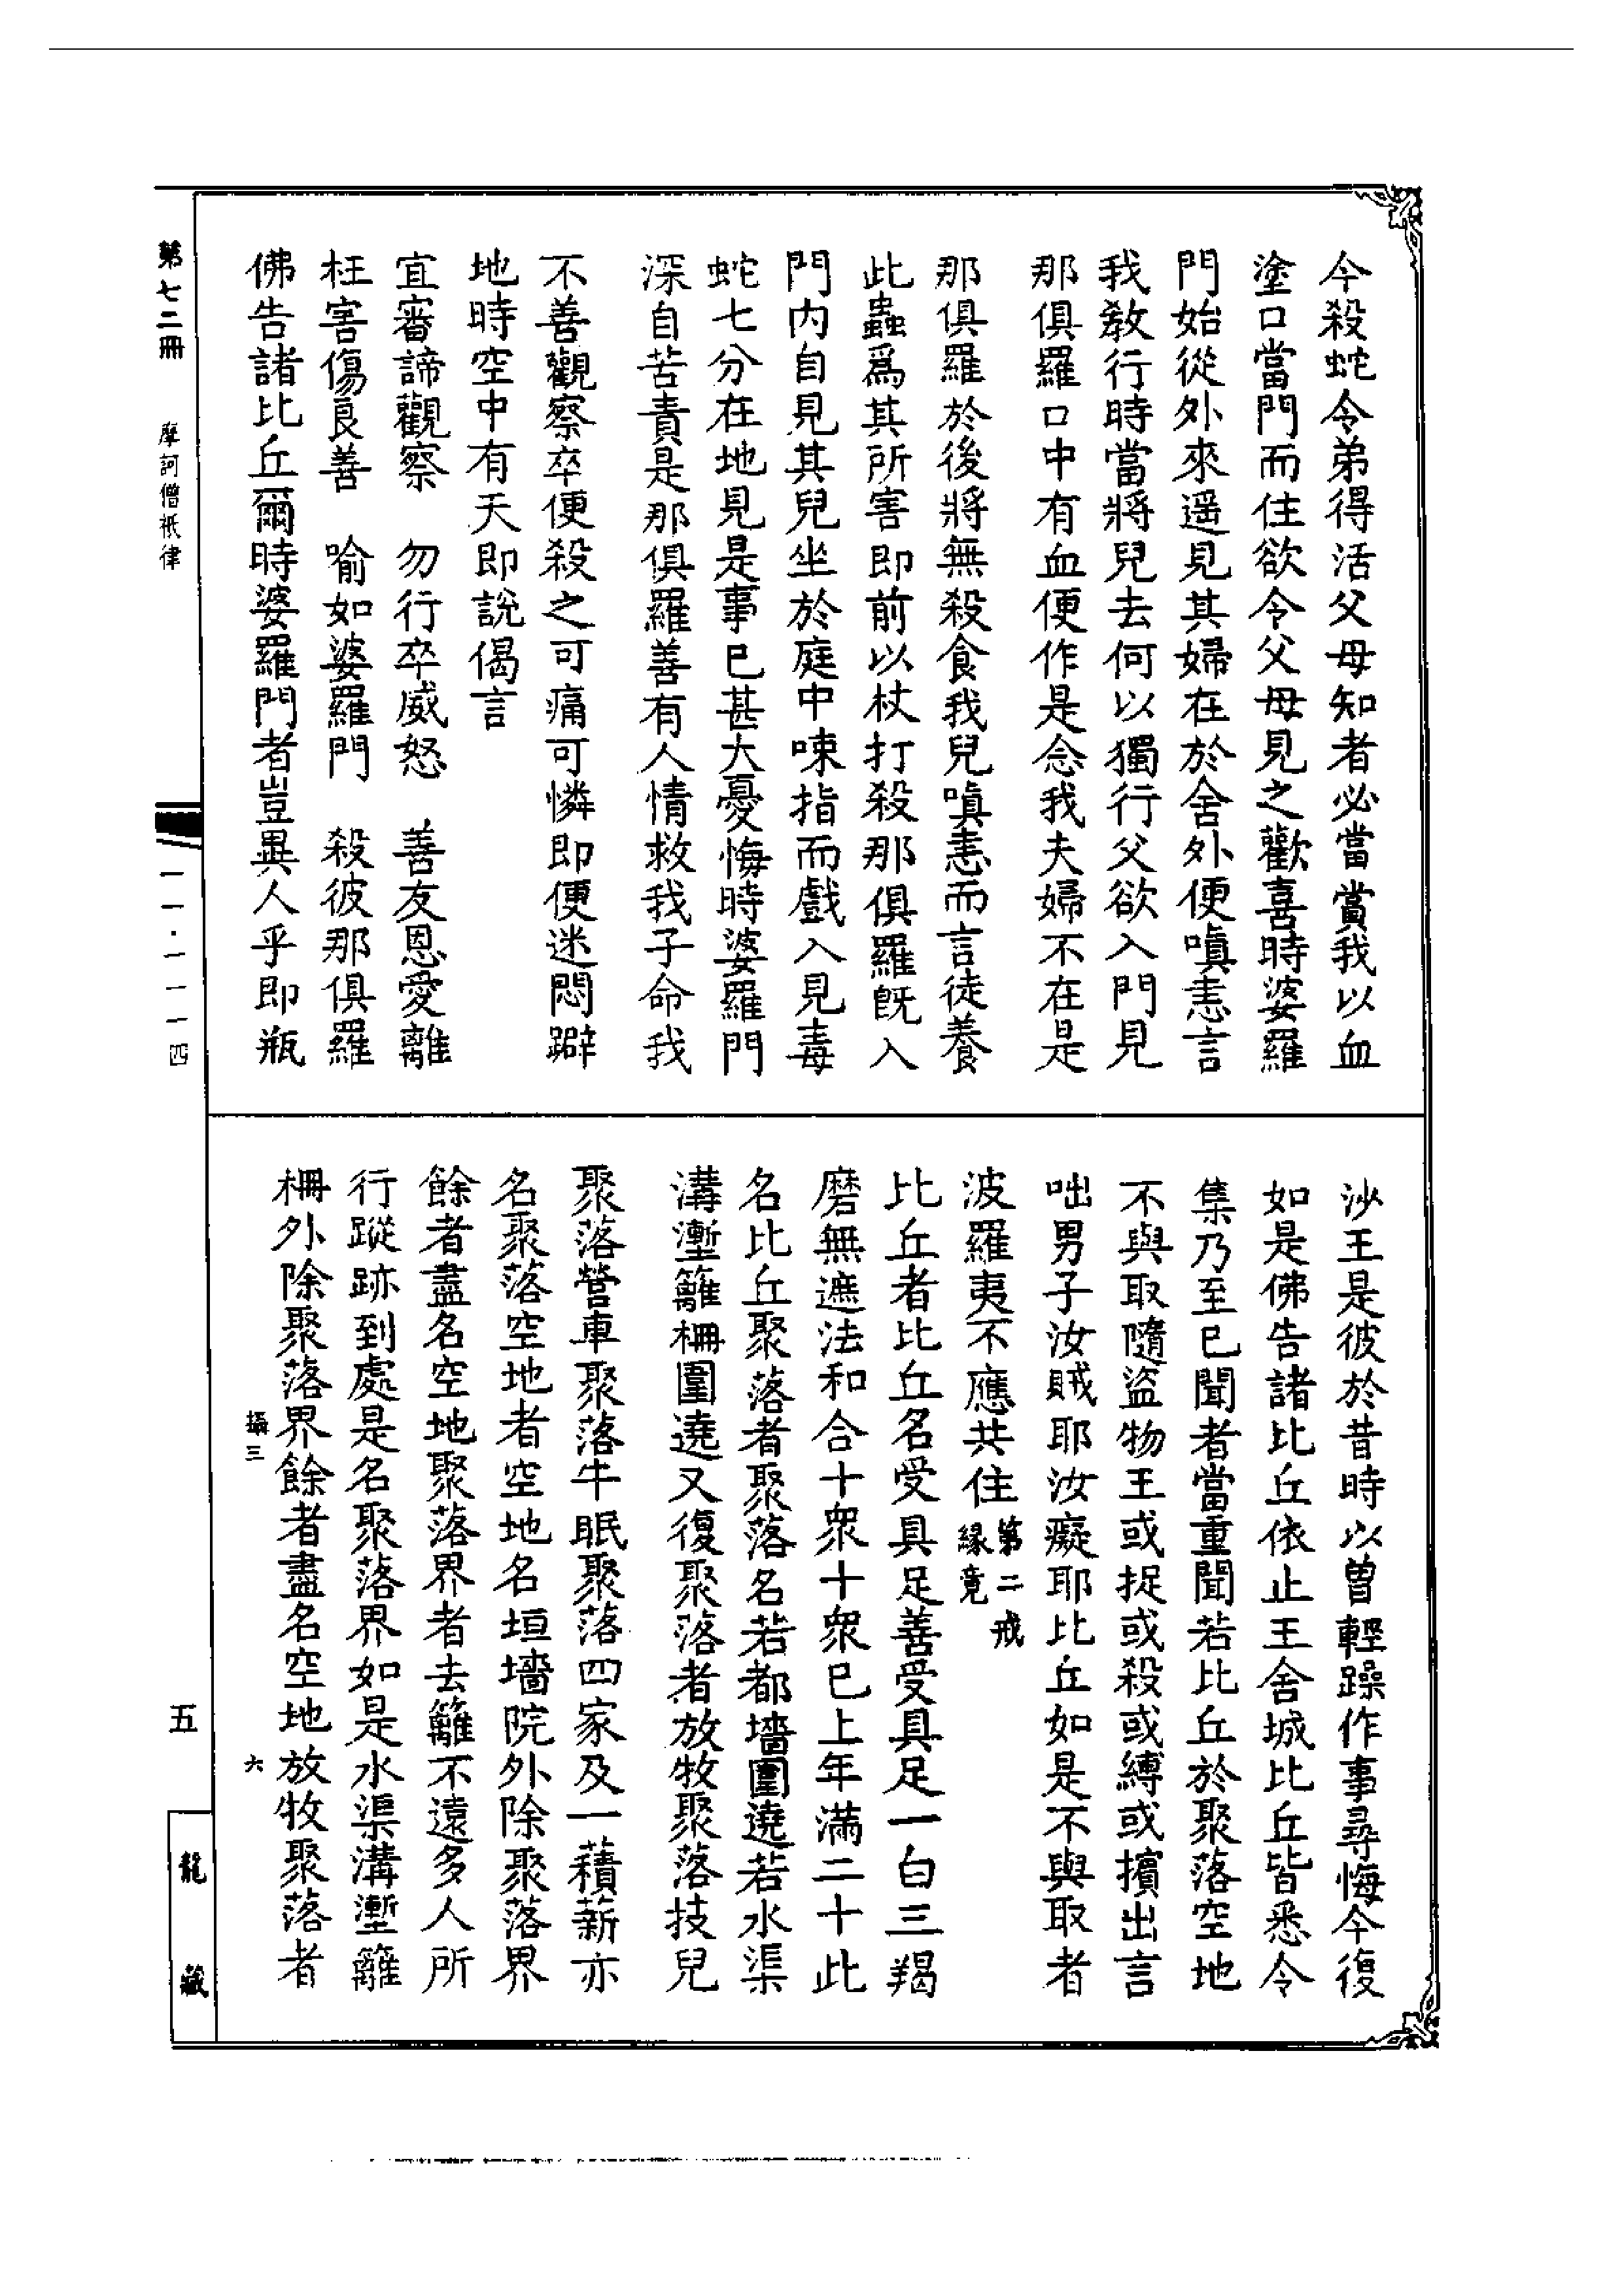 今殺蛇令弟得活父母知者必當賞我以血
塗口當門而住欲令父母見之歡喜時婆羅
門始從外來遥見其婦在於舍外便嗔恚言
我教行時當將兒去何以獨行父欲入門見
那俱羅口中有血便作是念我夫婦不在是
那俱羅於後將無殺食我兒嗔恚而言徒養
此蟲爲其所害即前以杖打殺那俱羅旣入
門内自見其兒坐於庭中㖨指而戲入見毒
蛇七分在地見是事已甚大憂悔時婆羅門
深自苦責是那俱羅善有人情救我子命我
不善觀察卒便殺之可痛可憐即便迷悶躃
地時空中有天即說偈言
宜審諦觀察　勿行卒威怒　善友恩愛離
枉害傷良善　喻如婆羅門　殺彼那俱羅
佛告諸比丘爾時婆羅門者豈異人乎即瓶
沙王是彼於昔時以曾輕躁作事尋悔今復
如是佛告諸比丘依止王舍城比丘皆悉令
集乃至已聞者當重聞若比丘於聚落空地
不與取隨盜物王或捉或殺或縛或擯出言
咄男子汝賊耶汝癡耶比丘如是不與取者
波羅夷不應共住第二戒緣竟
比丘者比丘名受具足善受具足一白三羯
磨無遮法和合十衆十衆已上年滿二十此
名比丘聚落者聚落名若都墻圍遶若水渠
溝塹籬柵圍遶又復聚落者放牧聚落技兒
聚落營車聚落牛眠聚落四家及一𧂐薪亦
名聚落空地者空地名垣墻院外除聚落界
餘者盡名空地聚落界者去籬不遠多人所
行蹤跡到處是名聚落界如是水渠溝塹籬
柵外除聚落界餘者盡名空地放牧聚落者
攝三
六
第七二冊
摩訶僧祇律
一一·一一一四
五
龍藏